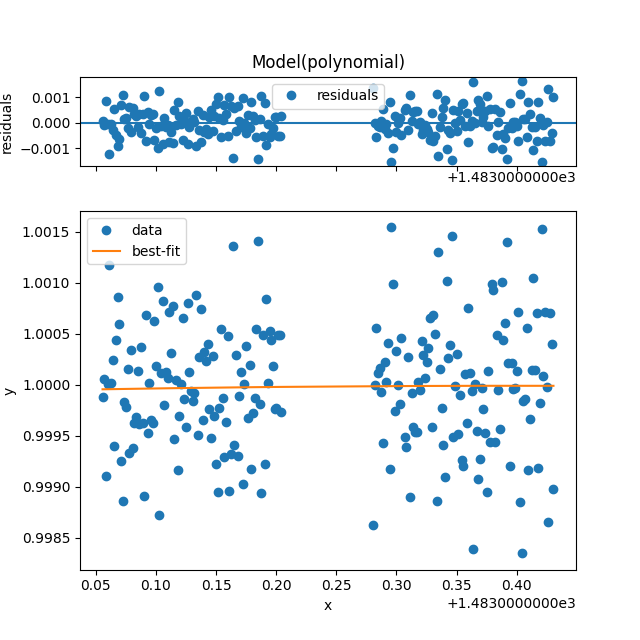 Model(polynomial)
0.001
0.000
−0.001
residuals
residuals
+1.4830000000e3
1.0015
1.0010
1.0005
1.0000
0.9995
0.9990
0.9985
y
data
best-fit
0.05 0.10 0.15 0.20 0.25 0.30 0.35 0.40
x
+1.4830000000e3